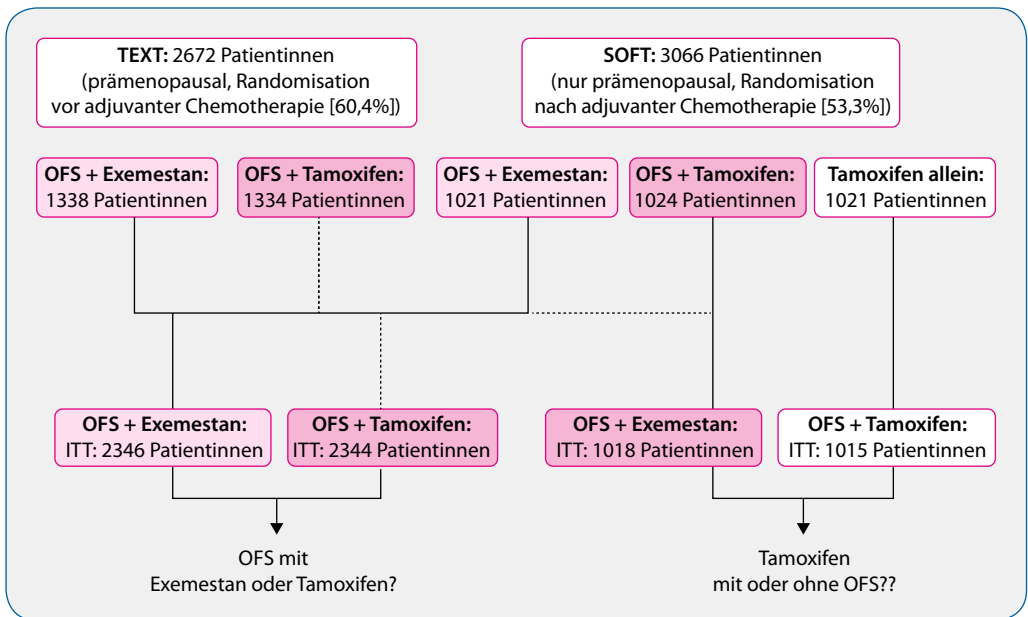 TEXT: 2672 Patientinnen
(prämenopausal, Randomisation
vor adjuvanter Chemotherapie [60,4%])
SOFT: 3066 Patientinnen
(nur prämenopausal, Randomisation
nach adjuvanter Chemotherapie [53,3%])
OFS + Exemestan:
1338 Patientinnen
OFS + Tamoxifen:
1334 Patientinnen
OFS + Exemestan:
1021 Patientinnen
OFS + Tamoxifen:
1024 Patientinnen
Tamoxifen allein:
1021 Patientinnen
OFS + Exemestan:
ITT: 2346 Patientinnen
OFS + Tamoxifen:
ITT: 2344 Patientinnen
OFS + Exemestan:
ITT: 1018 Patientinnen
OFS + Tamoxifen:
ITT: 1015 Patientinnen
OFS mit
Exemestan oder Tamoxifen?
Tamoxifen
mit oder ohne OFS??